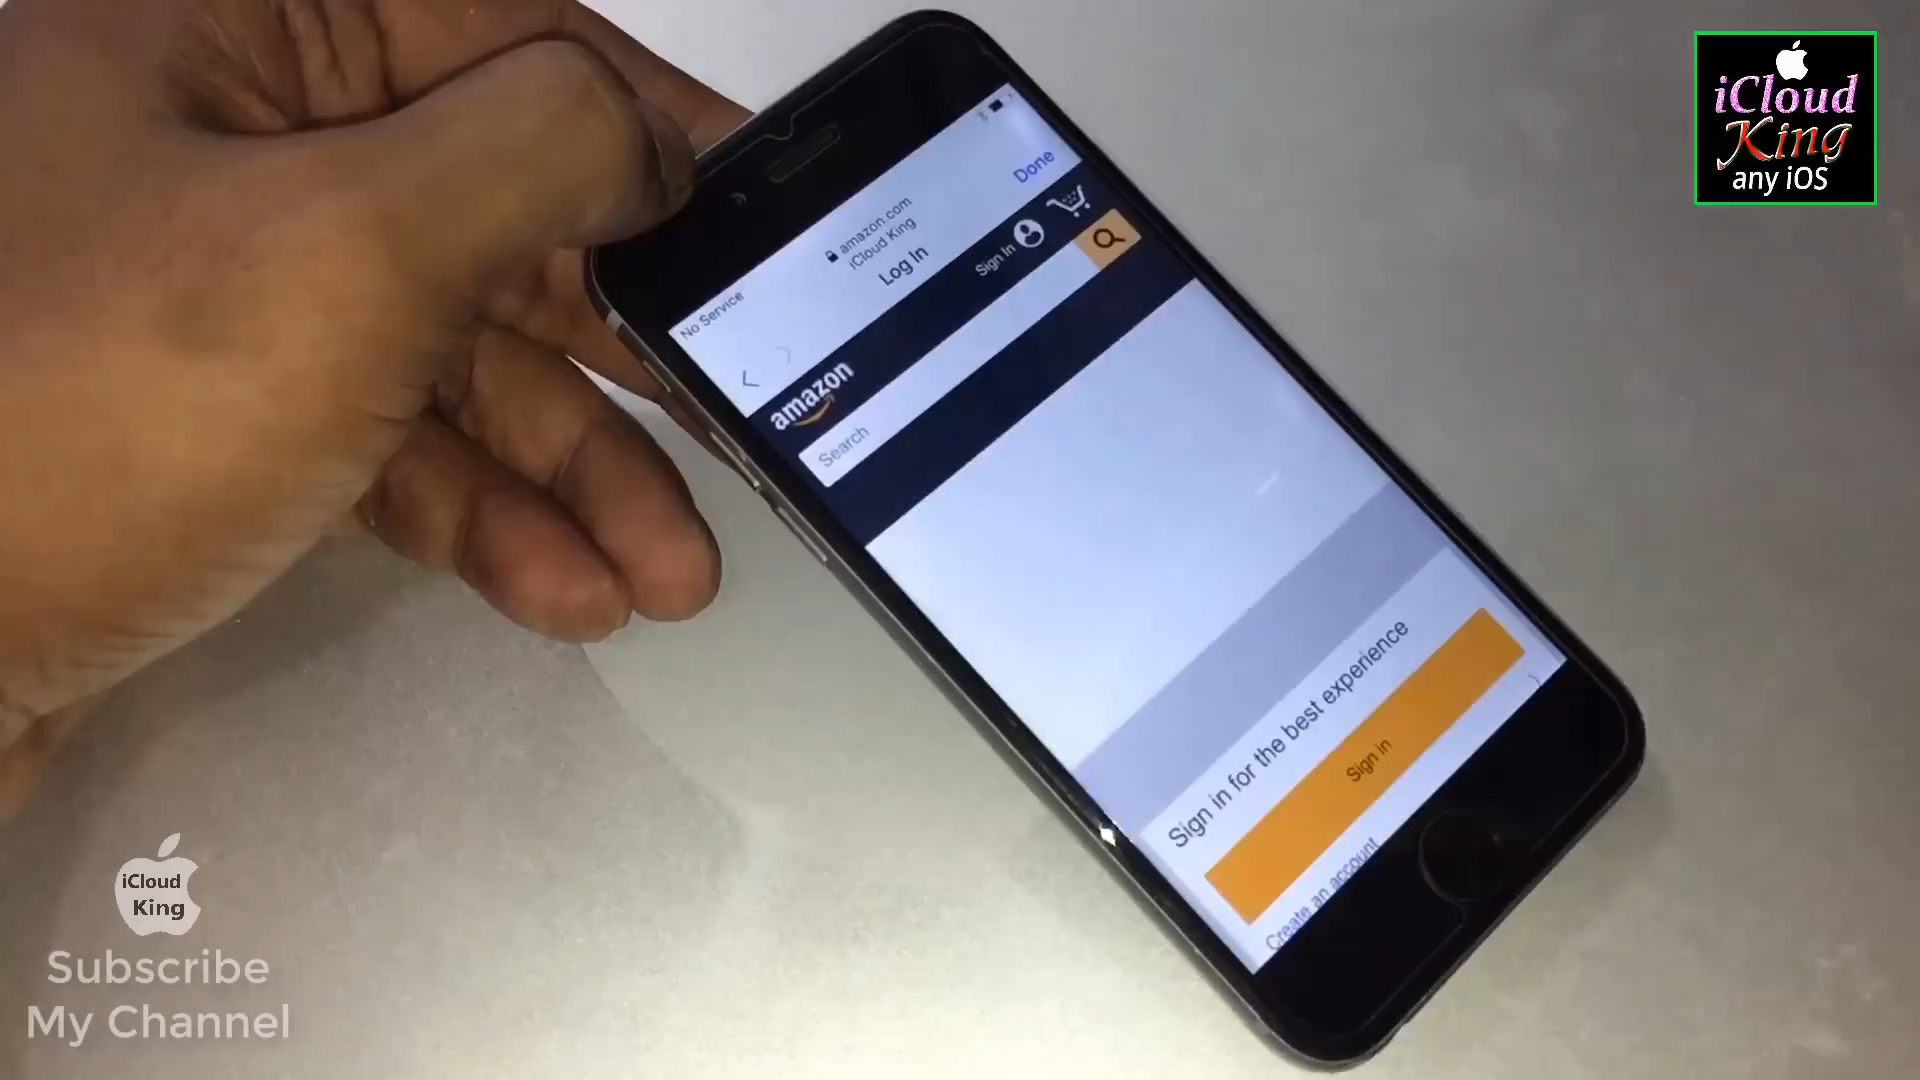 iCloud
King
any iOS
No Service
amazon.com
iCloud King
Log In
Done
amazon
Sign In
Search
Sign in for the best experience
Sign in
Create an account
iCloud
King
Subscribe
My Channel